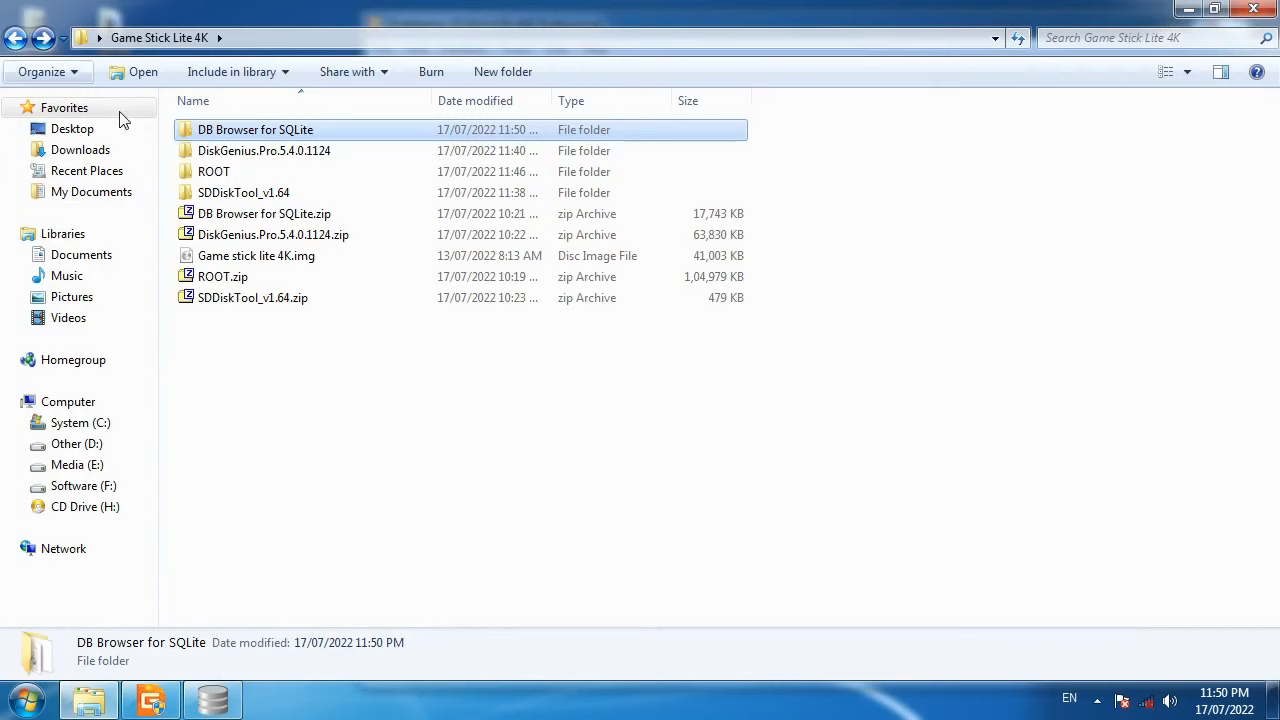 Game Stick Lite 4K
Search Game Stick Lite 4K
Organize Open Include in library Share with Burn New folder
Favorites
Desktop
Downloads
Recent Places
My Documents
Libraries
Documents
Music
Pictures
Videos
Homegroup
Computer
System (C:)
Other (D:)
Media (E:)
Software (F:)
CD Drive (H:)
Network
Name Date modified Type Size
DB Browser for SQLite 17/07/2022 11:50 ... File folder
DiskGenius.Pro.5.4.0.1124 17/07/2022 11:40 ... File folder
ROOT 17/07/2022 11:46 ... File folder
SDDiskTool_v1.64 17/07/2022 11:38 ... File folder
DB Browser for SQLite.zip 17/07/2022 10:21 ... zip Archive 17,743 KB
DiskGenius.Pro.5.4.0.1124.zip 17/07/2022 10:22 ... zip Archive 63,830 KB
Game stick lite 4K.img 13/07/2022 8:13 AM Disc Image File 41,003 KB
ROOT.zip 17/07/2022 10:19 ... zip Archive 1,04,979 KB
SDDiskTool_v1.64.zip 17/07/2022 10:23 ... zip Archive 479 KB
DB Browser for SQLite Date modified: 17/07/2022 11:50 PM
File folder
EN
11:50 PM
17/07/2022